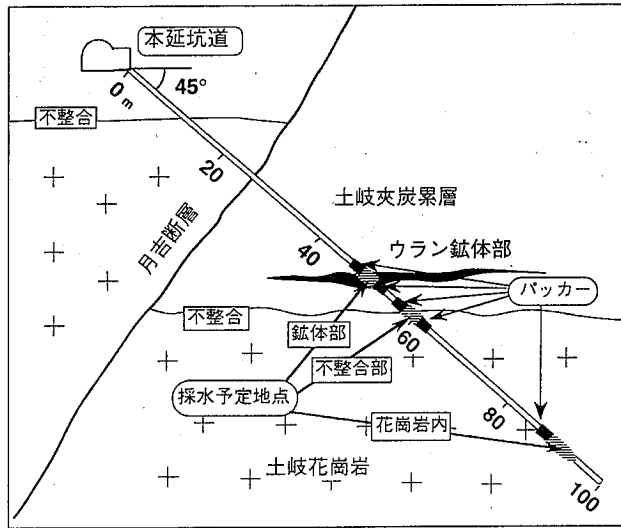 本延坑道
45°
0 m
不整合
20
月吉断層
土岐夾炭累層
40
ウラン鉱体部
パッカー
不整合
鉱体部
60
不整合部
採水予定地点
80
花崗岩内
土岐花崗岩
100